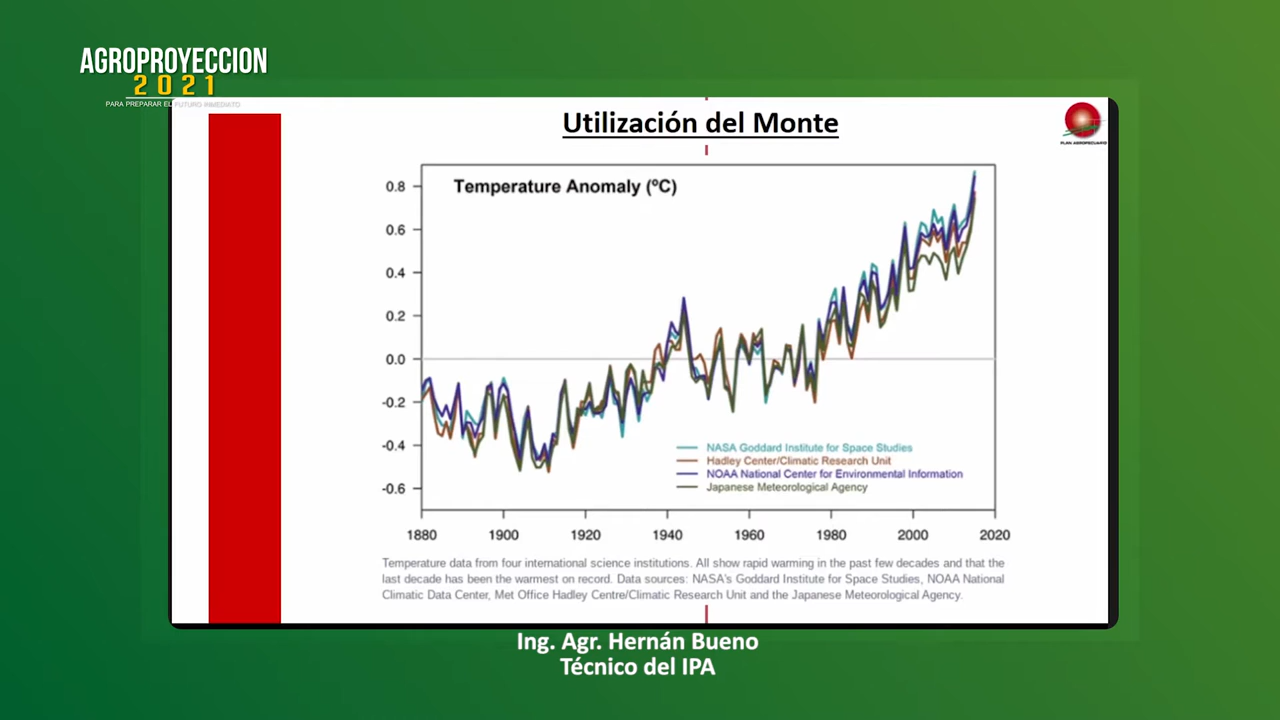 AGROPROYECCION
2021
PARA PREPARAR EL FUTURO INMEDIATO
Utilización del Monte
PLAN AGROPECUARIO
Temperature Anomaly (ºC)
0.8
0.6
0.4
0.2
0.0
-0.2
-0.4
-0.6
NASA Goddard Institute for Space Studies
Hadley Center/Climatic Research Unit
NOAA National Center for Environmental Information
Japanese Meteorological Agency
1880 1900 1920 1940 1960 1980 2000 2020
Temperature data from four international science institutions. All show rapid warming in the past few decades and that the
last decade has been the warmest on record. Data sources: NASA's Goddard Institute for Space Studies, NOAA National
Climatic Data Center, Met Office Hadley Centre/Climatic Research Unit and the Japanese Meteorological Agency.
Ing. Agr. Hernán Bueno
Técnico del IPA